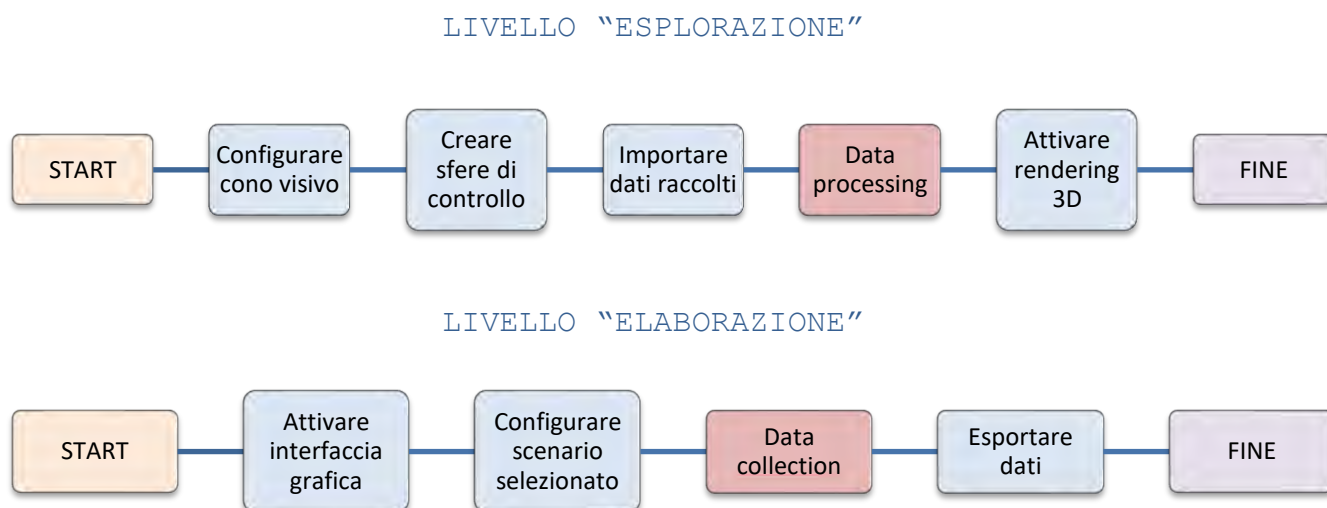 LIVELLO “ESPLORAZIONE”
START
Configurare
cono visivo
Creare
sfere di
controllo
Importare
dati raccolti
Data
processing
Attivare
rendering
3D
FINE
LIVELLO “ELABORAZIONE”
START
Attivare
interfaccia
grafica
Configurare
scenario
selezionato
Data
collection
Esportare
dati
FINE